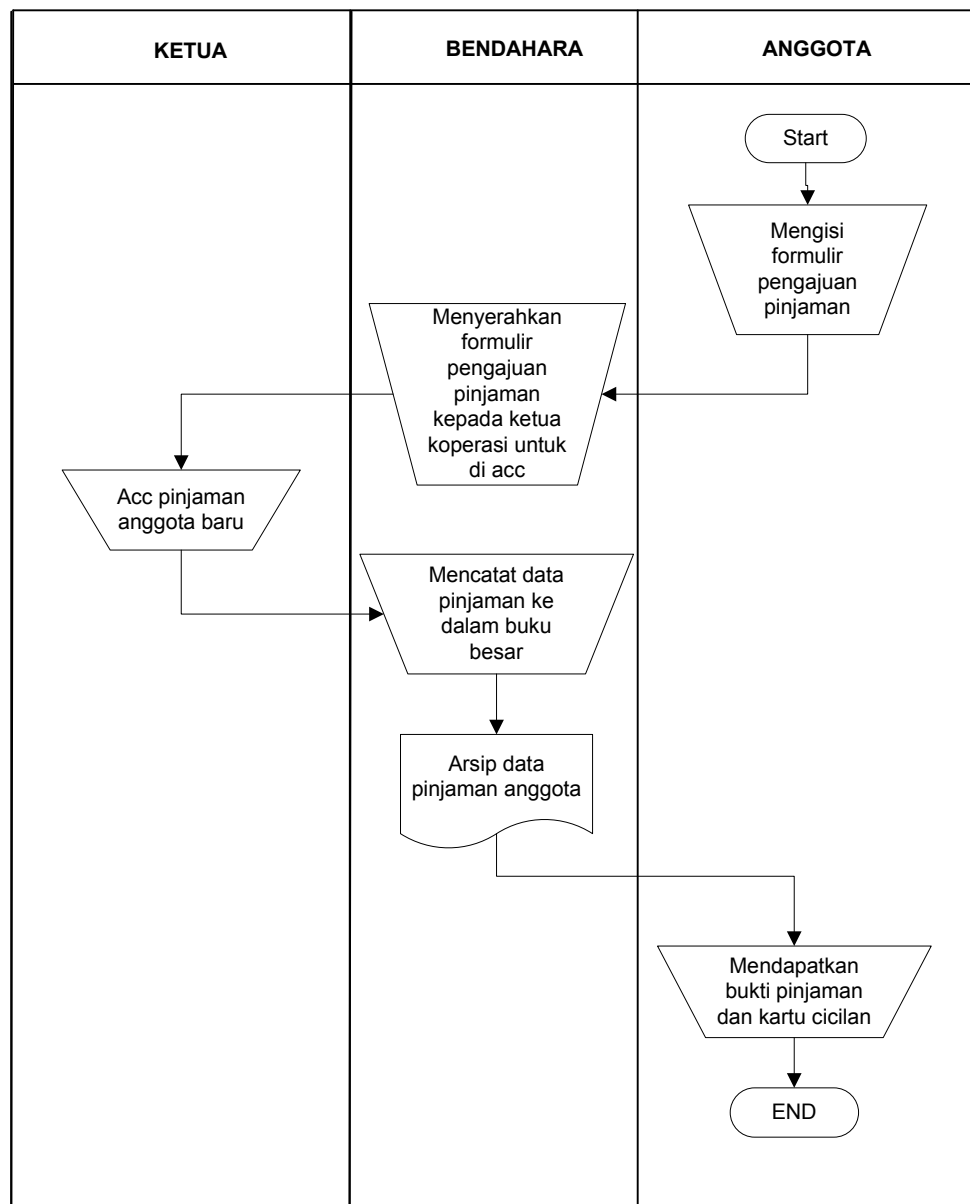 KETUA
BENDAHARA
ANGGOTA
Start
Mengisi
formulir
pengajuan
pinjaman
Menyerahkan
formulir
pengajuan
pinjaman
kepada ketua
koperasi untuk
di acc
Acc pinjaman
anggota baru
Mencatat data
pinjaman ke
dalam buku
besar
Arsip data
pinjaman anggota
Mendapatkan
bukti pinjaman
dan kartu cicilan
END